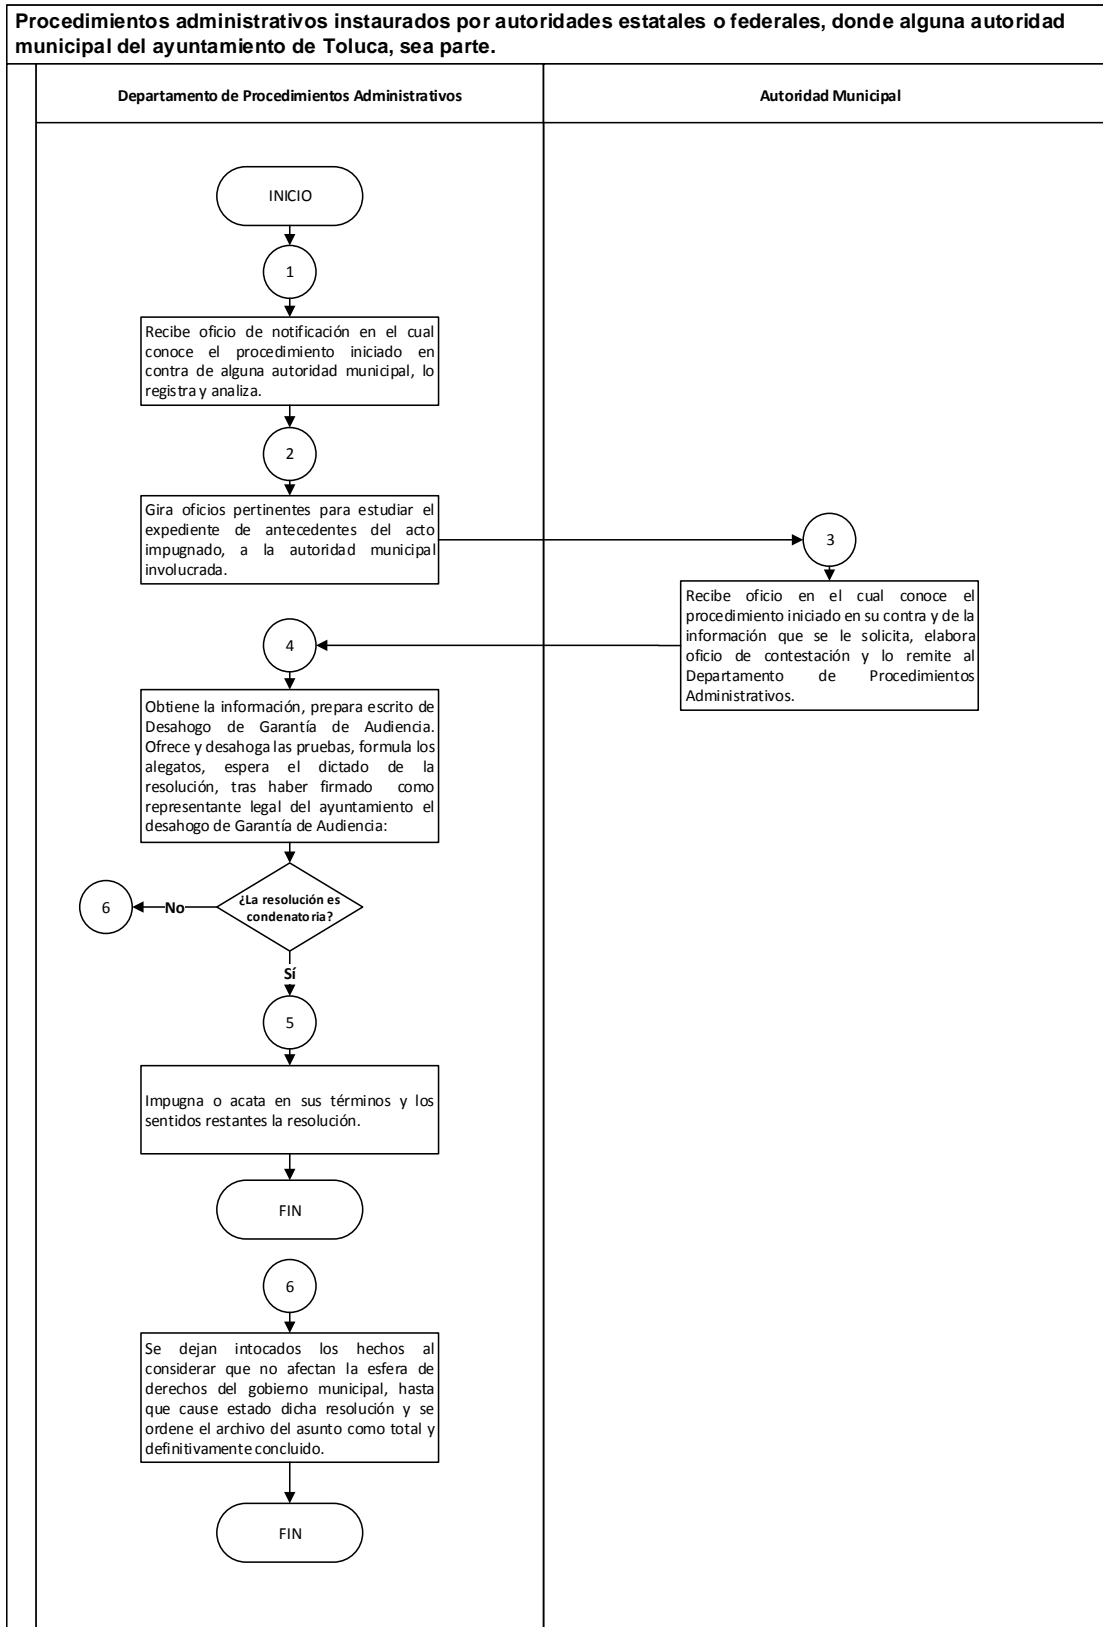 Procedimientos administrativos instaurados por autoridades estatales o federales, donde alguna autoridad
municipal del ayuntamiento de Toluca, sea parte.
Departamento de Procedimientos Administrativos
Autoridad Municipal
INICIO
1
Recibe oficio de notificación en el cual
conoce el procedimiento iniciado en
contra de alguna autoridad municipal, lo
registra y analiza.
2
Gira oficios pertinentes para estudiar el
expediente de antecedentes del acto
impugnado, a la autoridad municipal
involucrada.
3
Recibe oficio en el cual conoce el
procedimiento iniciado en su contra y de la
información que se le solicita, elabora
oficio de contestación y lo remite al
Departamento de Procedimientos
Administrativos.
4
Obtiene la información, prepara escrito de
Desahogo de Garantía de Audiencia.
Ofrece y desahoga las pruebas, formula los
alegatos, espera el dictado de la
resolución, tras haber firmado como
representante legal del ayuntamiento el
desahogo de Garantía de Audiencia:
¿La resolución es
condenatoria?
No
6
Sí
5
Impugna o acata en sus términos y los
sentidos restantes la resolución.
FIN
6
Se dejan intocados los hechos al
considerar que no afectan la esfera de
derechos del gobierno municipal, hasta
que cause estado dicha resolución y se
ordene el archivo del asunto como total y
definitivamente concluido.
FIN